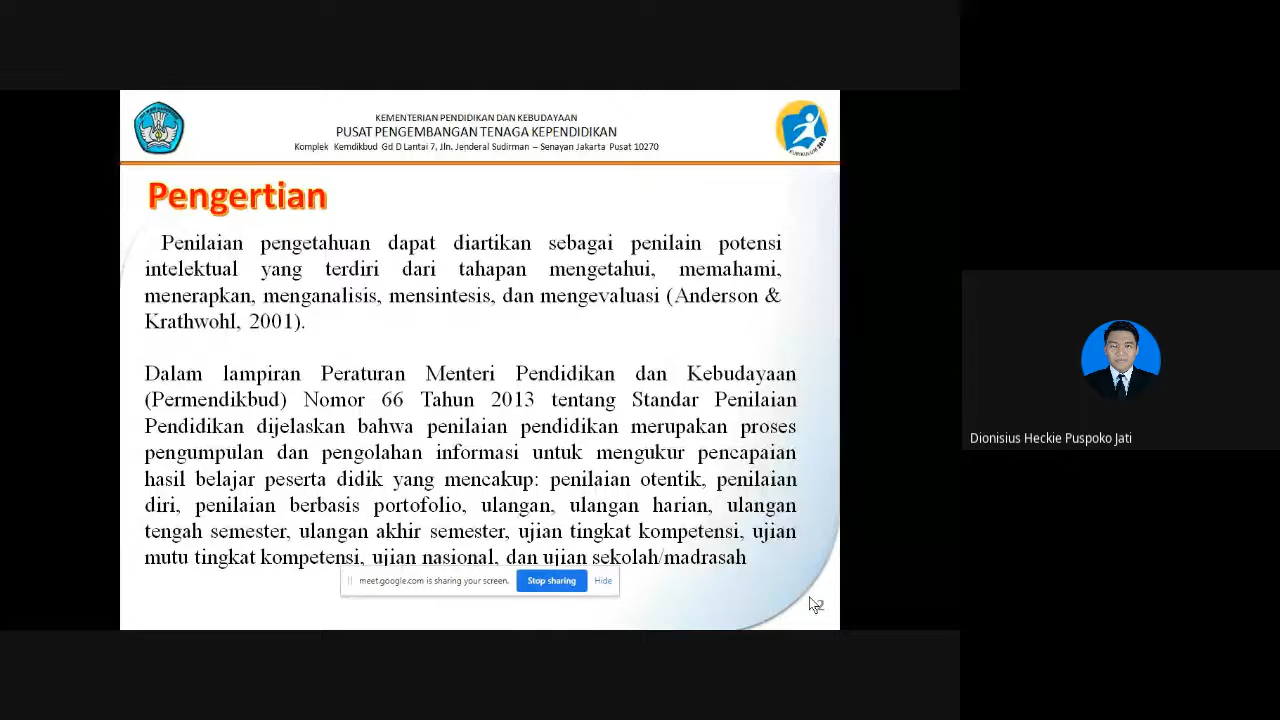 KEMENTERIAN PENDIDIKAN DAN KEBUDAYAAN
PUSAT PENGEMBANGAN TENAGA KEPENDIDIKAN
Komplek Kemdikbud Gd D Lantai 7, Jln. Jenderal Sudirman – Senayan Jakarta Pusat 10270
KURIKULUM 2013
Pengertian
Penilaian pengetahuan dapat diartikan sebagai penilain potensi
intelektual yang terdiri dari tahapan mengetahui, memahami,
menerapkan, menganalisis, mensintesis, dan mengevaluasi (Anderson &
Krathwohl, 2001).
Dalam lampiran Peraturan Menteri Pendidikan dan Kebudayaan
(Permendikbud) Nomor 66 Tahun 2013 tentang Standar Penilaian
Pendidikan dijelaskan bahwa penilaian pendidikan merupakan proses
pengumpulan dan pengolahan informasi untuk mengukur pencapaian
hasil belajar peserta didik yang mencakup: penilaian otentik, penilaian
diri, penilaian berbasis portofolio, ulangan, ulangan harian, ulangan
tengah semester, ulangan akhir semester, ujian tingkat kompetensi, ujian
mutu tingkat kompetensi, ujian nasional, dan ujian sekolah/madrasah
meet.google.com is sharing your screen. Stop sharing Hide
2
Dionisius Heckie Puspoko Jati